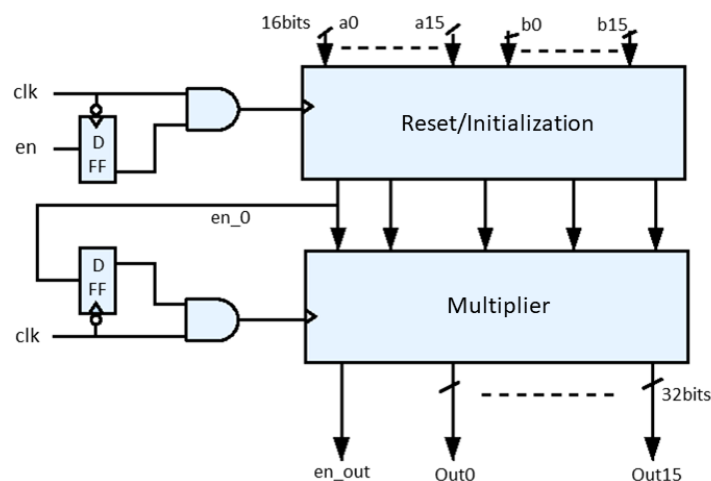 16bits a0 a15 b0 b15
clk
en
D
FF
Reset/Initialization
en_0
D
FF
clk
Multiplier
32bits
en_out Out0 Out15